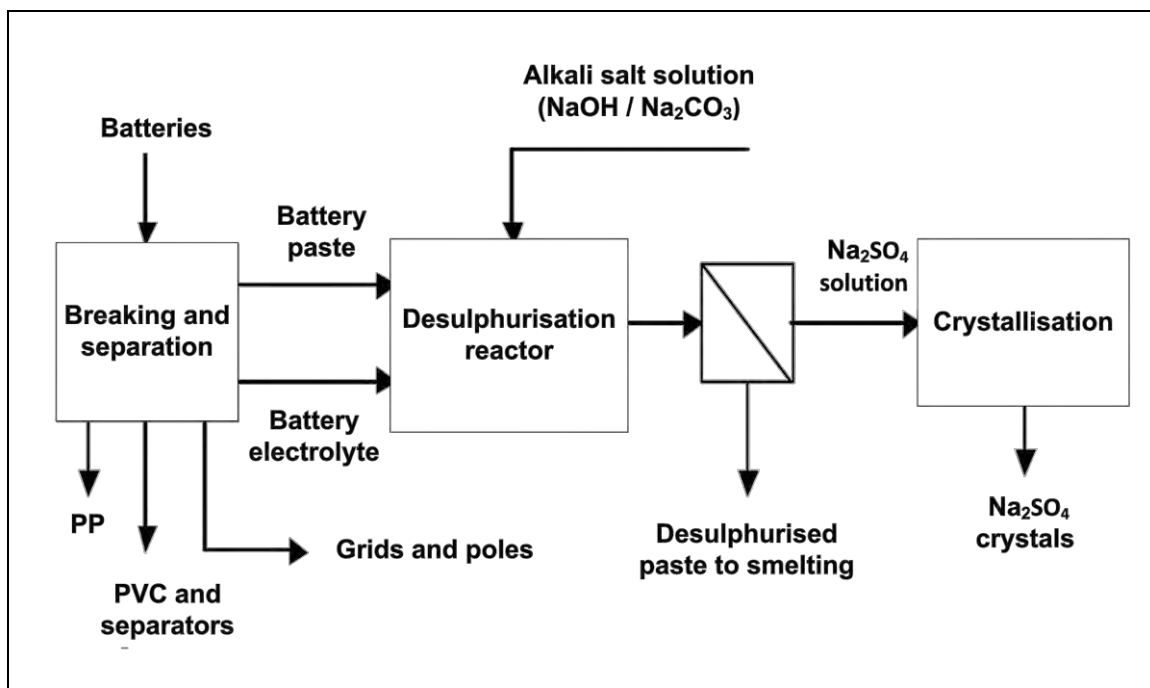 Alkali salt solution
(NaOH / Na₂CO₃)
Batteries
Battery
paste
Breaking and
separation
Desulphurisation
reactor
Na₂SO₄
solution
Crystallisation
Battery
electrolyte
PP
Grids and poles
PVC and
separators
Desulphurised
paste to smelting
Na₂SO₄
crystals